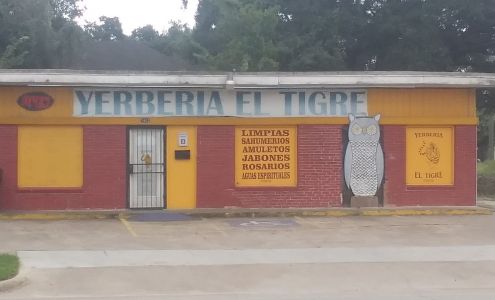 YERBERIA EL TIGRE
LIMPIAS
SAHUMERIOS
AMULETOS
JABONES
ROSARIOS
AGUAS ESPIRITUALES
YERBERIA
EL TIGRE